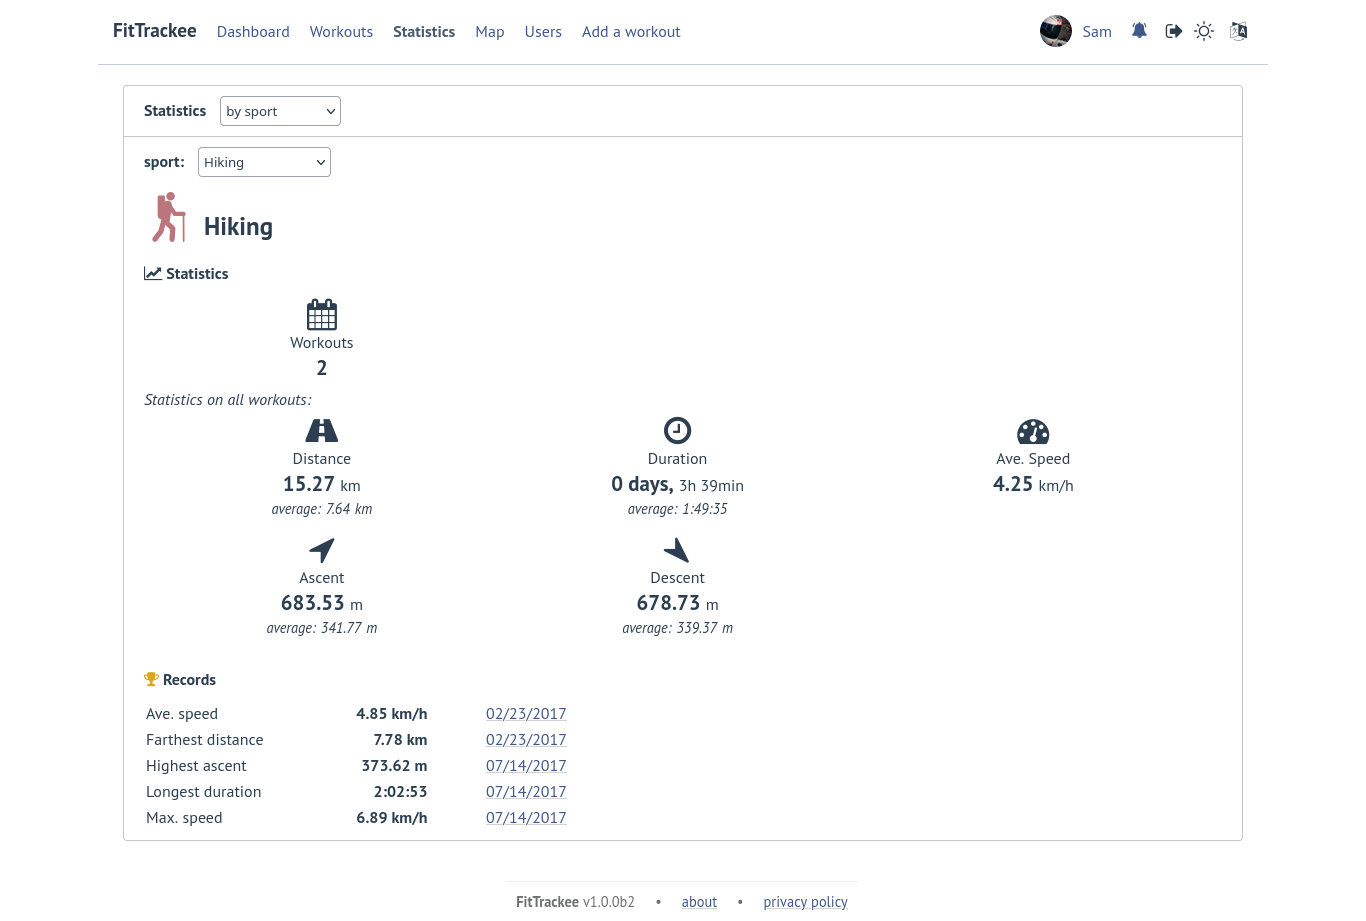 FitTrackee Dashboard Workouts Statistics Map Users Add a workout Sam
Statistics by sport
sport: Hiking
Hiking
Statistics
Workouts
2
Statistics on all workouts:
Distance Duration Ave. Speed
15.27 km 0 days, 3h 39min 4.25 km/h
average: 7.64 km average: 1:49:35
Ascent Descent
683.53 m 678.73 m
average: 341.77 m average: 339.37 m
Records
Ave. speed 4.85 km/h 02/23/2017
Farthest distance 7.78 km 02/23/2017
Highest ascent 373.62 m 07/14/2017
Longest duration 2:02:53 07/14/2017
Max. speed 6.89 km/h 07/14/2017
FitTrackee v1.0.0b2 • about • privacy policy